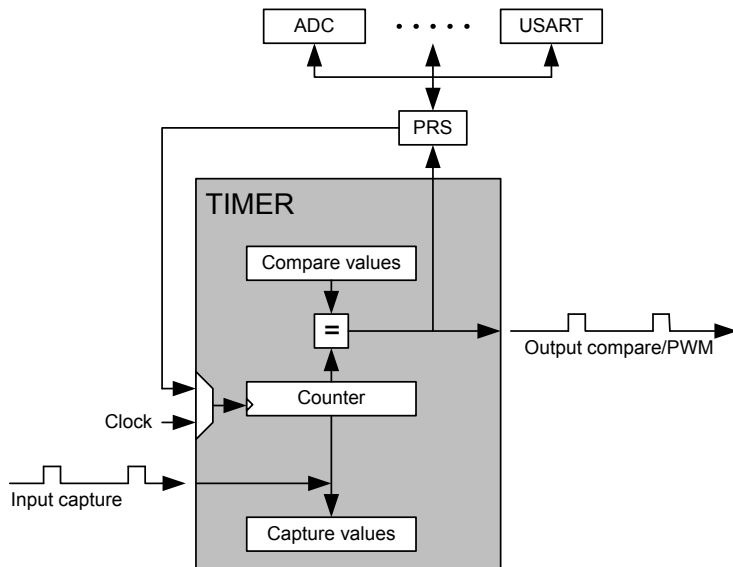 ADC
.....
USART
PRS
TIMER
Compare values
=
Output compare/PWM
Counter
Clock
Input capture
Capture values